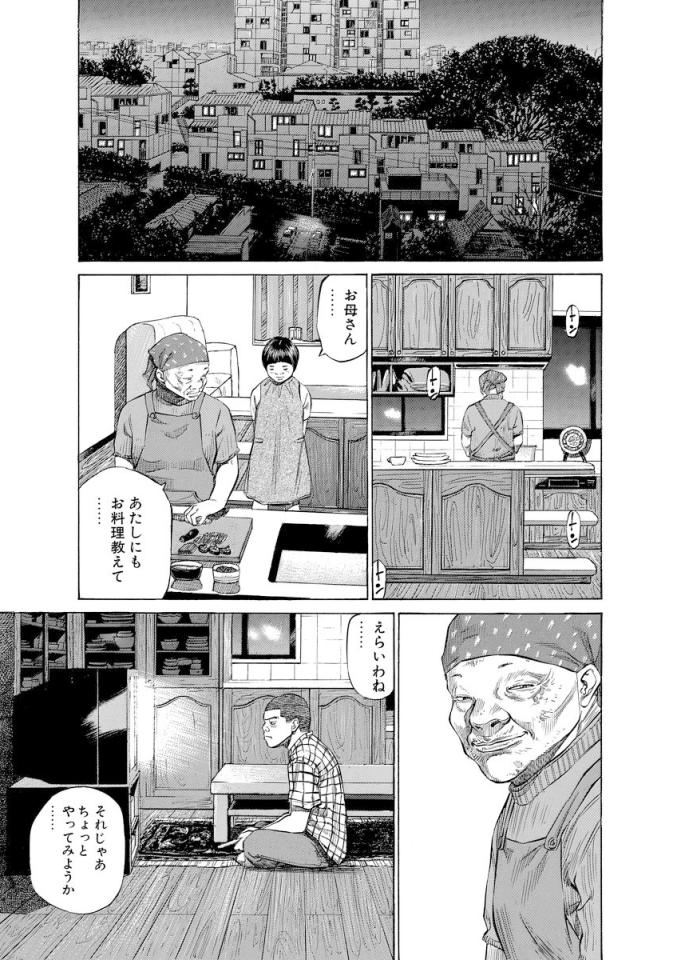 トン
トン
トン
トン
お母さん
……
あたしにも
お料理教えて
……
えらいわね
……
それじゃあ
ちょっと
やってみようか
……